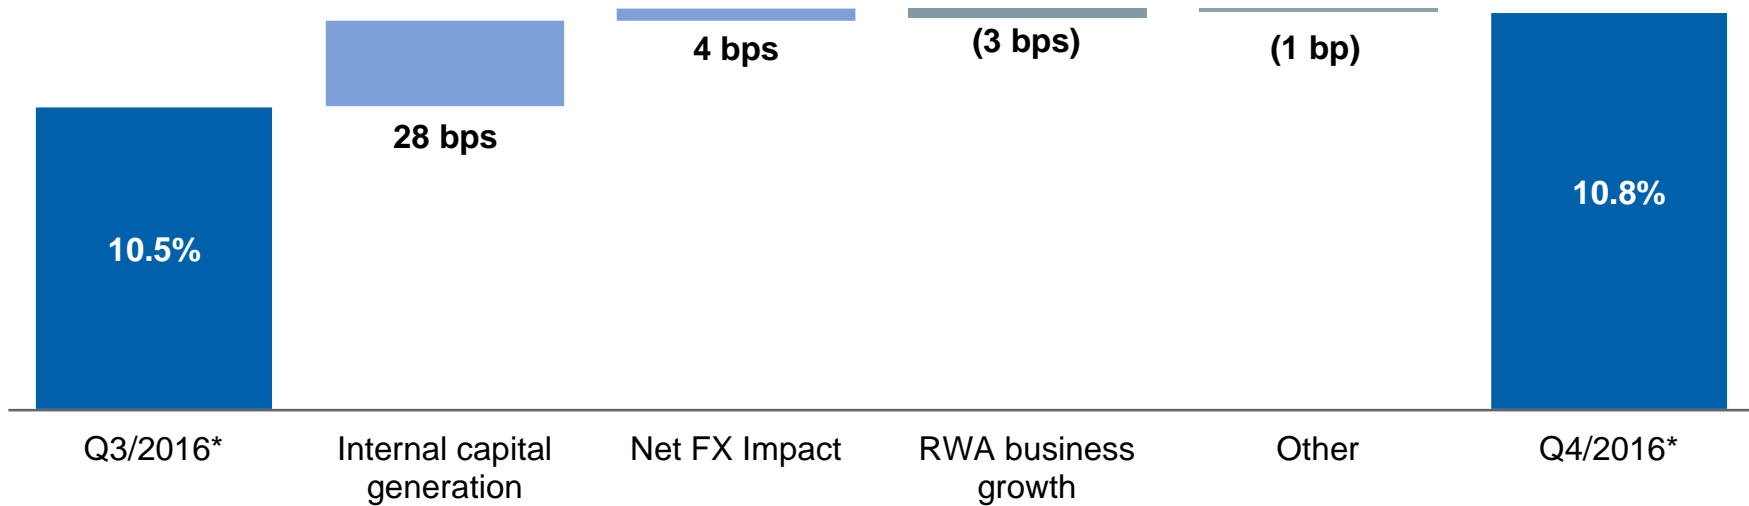 4 bps
(3 bps)
(1 bp)
28 bps
10.5%
10.8%
Q3/2016*
Internal capital
generation
Net FX Impact
RWA business
growth
Other
Q4/2016*